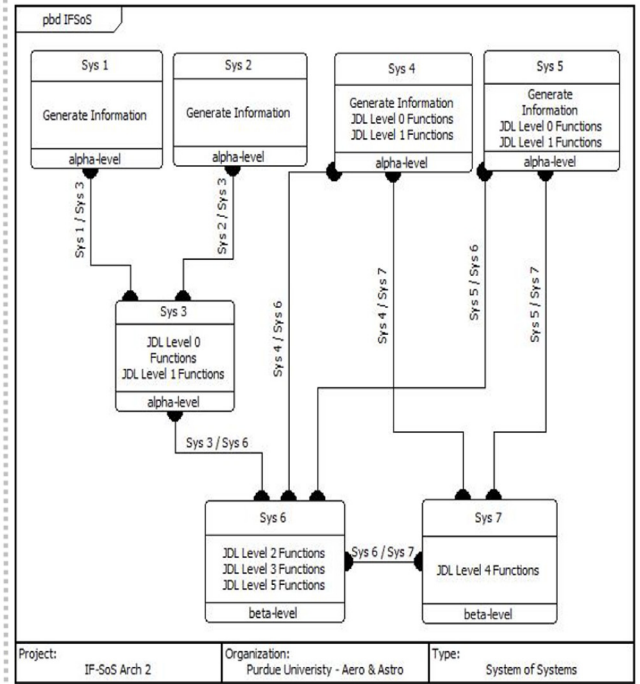 pbd IFSoS
Sys 1
Generate Information
alpha-level
Sys 2
Generate Information
alpha-level
Sys 4
Generate Information
JDL Level 0 Functions
JDL Level 1 Functions
alpha-level
Sys 5
Generate
Information
JDL Level 0 Functions
JDL Level 1 Functions
alpha-level
Sys 1 / Sys 3
Sys 2 / Sys 3
Sys 4 / Sys 6
Sys 4 / Sys 7
Sys 5 / Sys 6
Sys 5 / Sys 7
Sys 3
JDL Level 0
Functions
JDL Level 1 Functions
alpha-level
Sys 3 / Sys 6
Sys 6
JDL Level 2 Functions
JDL Level 3 Functions
JDL Level 5 Functions
beta-level
Sys 6 / Sys 7
Sys 7
JDL Level 4 Functions
beta-level
Project:
IF-SoS Arch 2
Organization:
Purdue Univeristy - Aero & Astro
Type:
System of Systems